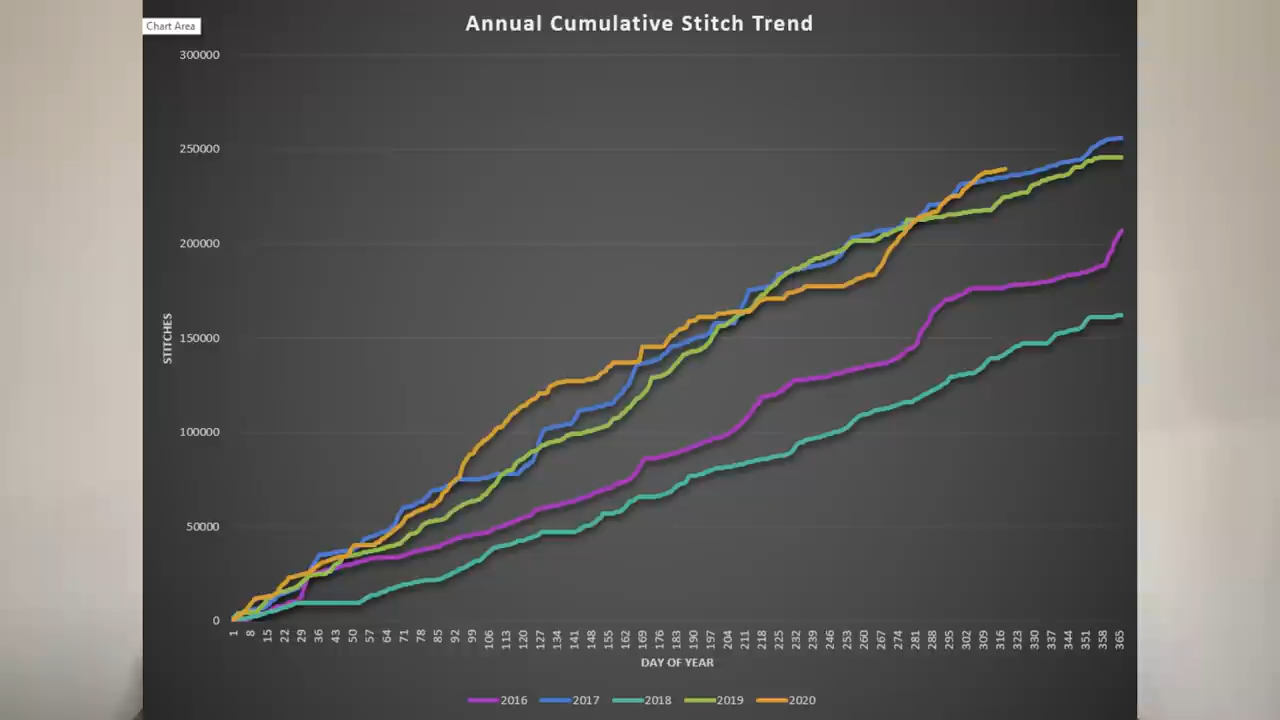 Annual Cumulative Stitch Trend
Chart Area
300000
250000
200000
150000
100000
50000
0
STITCHES
1 8 15 22 29 36 43 50 57 64 71 78 85 92 99 106 113 120 127 134 141 148 155 162 169 176 183 190 197 204 211 218 225 232 239 246 253 260 267 274 281 288 295 302 309 316 323 330 337 344 351 358 365
DAY OF YEAR
2016 2017 2018 2019 2020